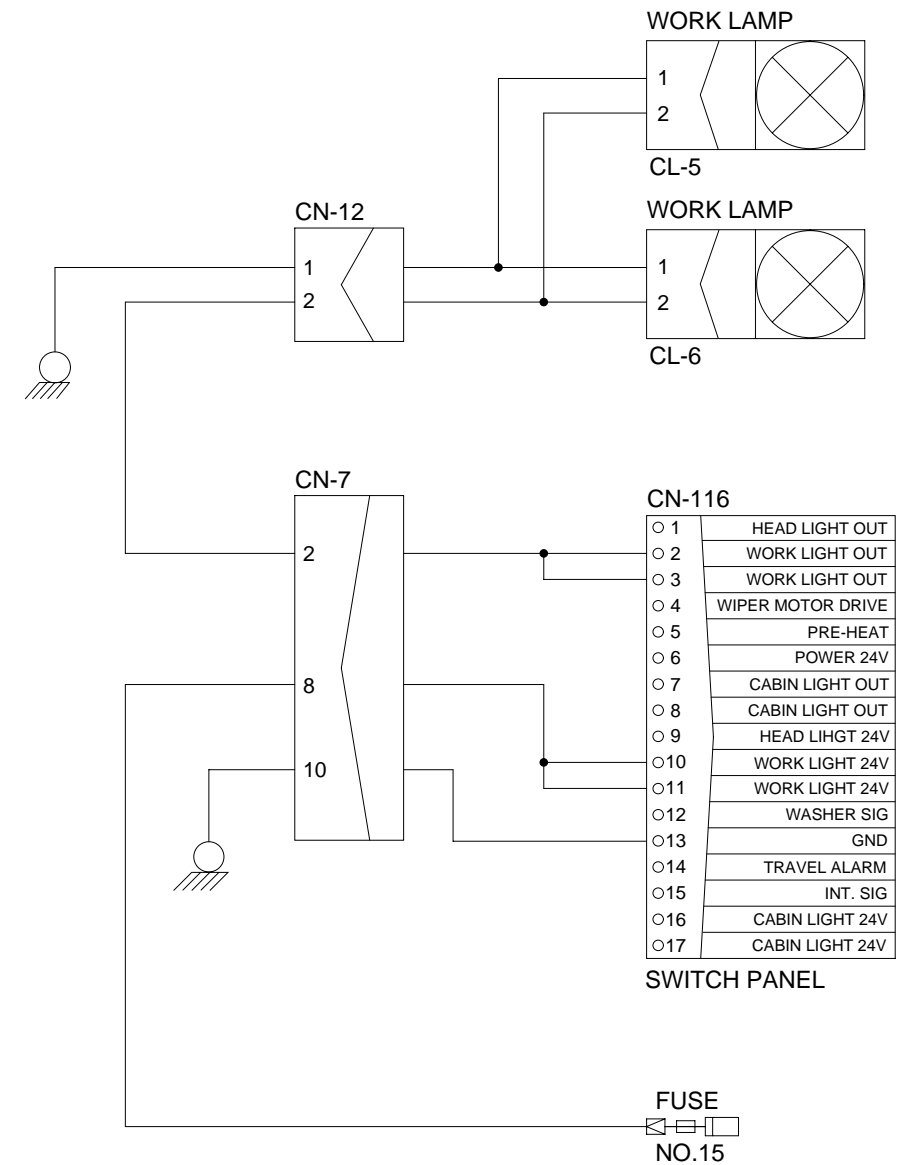 WORK LAMP
1
2
CL-5
WORK LAMP
1
2
CL-6
CN-12
1
2
CN-7
2
8
10
CN-116
1 HEAD LIGHT OUT
2 WORK LIGHT OUT
3 WORK LIGHT OUT
4 WIPER MOTOR DRIVE
5 PRE-HEAT
6 POWER 24V
7 CABIN LIGHT OUT
8 CABIN LIGHT OUT
9 HEAD LIHGT 24V
10 WORK LIGHT 24V
11 WORK LIGHT 24V
12 WASHER SIG
13 GND
14 TRAVEL ALARM
15 INT. SIG
16 CABIN LIGHT 24V
17 CABIN LIGHT 24V
SWITCH PANEL
FUSE
NO.15